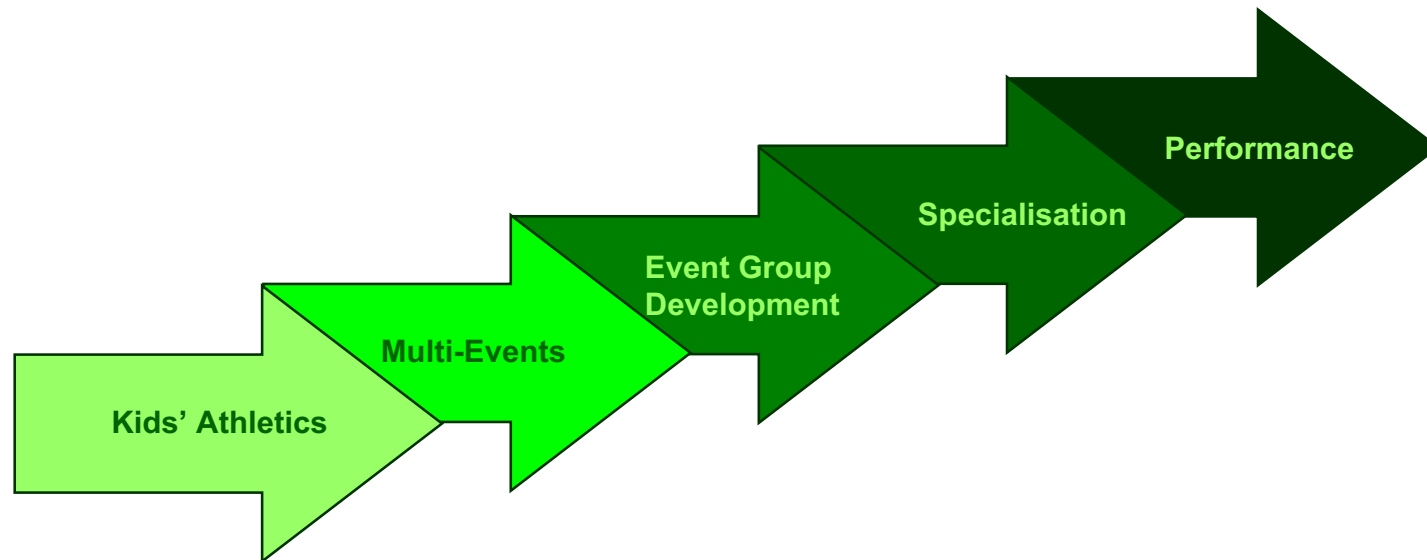 Kids’ Athletics
Multi-Events
Event Group
Development
Specialisation
Performance